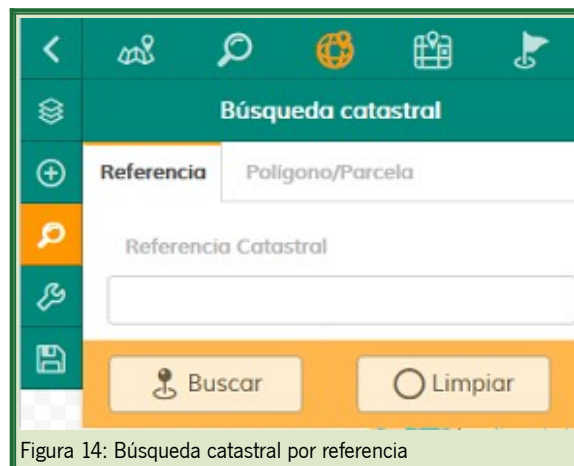 Búsqueda catastral
Referencia Polígono/Parcela
Referencia Catastral
Buscar Limpiar
Figura 14: Búsqueda catastral por referencia